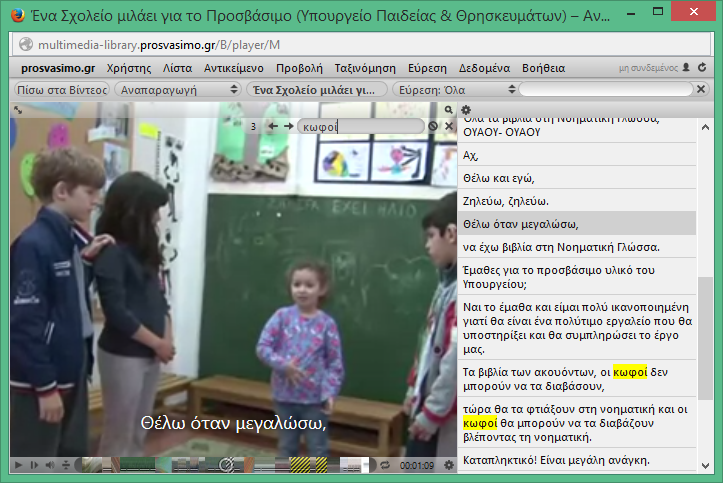 Ένα Σχολείο μιλάει για το Προσβάσιμο (Υπουργείο Παιδείας & Θρησκευμάτων) – Αν...
multimedia-library.prosvasimo.gr/B/player/M
prosvasimo.gr Χρήστης Λίστα Αντικείμενο Προβολή Ταξινόμηση Εύρεση Δεδομένα Βοήθεια μη συνδεμένος
Πίσω στα Βίντεος Αναπαραγωγή Ένα Σχολείο μιλάει γι... Εύρεση: Όλα
3 κωφοί
ΣΗΜΕΡΑ ΕΧΕΙ ΗΛΙΟ
Θέλω όταν μεγαλώσω,
00:01:09
Όλα τα βιβλία στη Νοηματική Γλώσσα,
ΟΥΑΟΥ- ΟΥΑΟΥ
Αχ,
Θέλω και εγώ,
Ζηλεύω, ζηλεύω.
Θέλω όταν μεγαλώσω,
να έχω βιβλία στη Νοηματική Γλώσσα.
Έμαθες για το προσβάσιμο υλικό του
Υπουργείου;
Ναι το έμαθα και είμαι πολύ ικανοποιημένη
γιατί θα είναι ένα πολύτιμο εργαλείο που θα
υποστηρίξει και θα συμπληρώσει το έργο
μας.
Τα βιβλία των ακουόντων, οι κωφοί δεν
μπορούν να τα διαβάσουν,
τώρα θα τα φτιάξουν στη νοηματική και οι
κωφοί θα μπορούν να τα διαβάζουν
βλέποντας τη νοηματική.
Καταπληκτικό! Είναι μεγάλη ανάγκη.